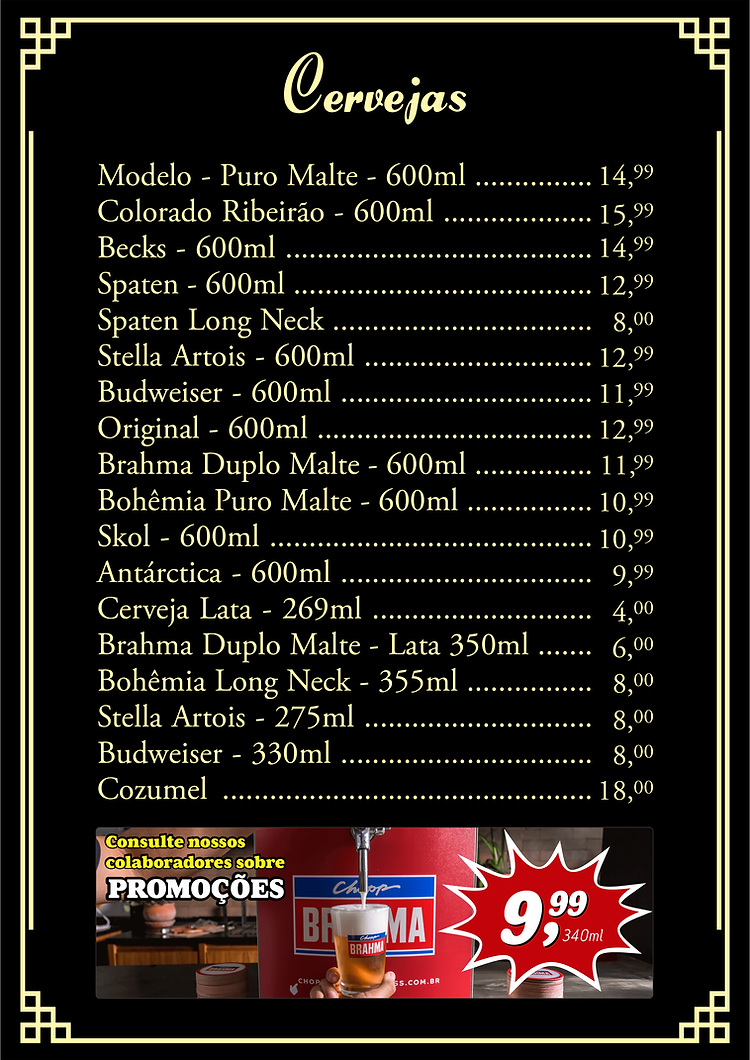 Cervejas
Modelo - Puro Malte - 600ml ............... 14,99
Colorado Ribeirão - 600ml ................... 15,99
Becks - 600ml ....................................... 14,99
Spaten - 600ml ...................................... 12,99
Spaten Long Neck ................................. 8,00
Stella Artois - 600ml ............................. 12,99
Budweiser - 600ml ................................ 11,99
Original - 600ml ................................... 12,99
Brahma Duplo Malte - 600ml ............... 11,99
Bohêmia Puro Malte - 600ml ................ 10,99
Skol - 600ml ......................................... 10,99
Antárctica - 600ml ................................ 9,99
Cerveja Lata - 269ml ............................ 4,00
Brahma Duplo Malte - Lata 350ml ....... 6,00
Bohêmia Long Neck - 355ml ................ 8,00
Stella Artois - 275ml ............................. 8,00
Budweiser - 330ml ................................ 8,00
Cozumel ............................................... 18,00
Consulte nossos
colaboradores sobre
PROMOÇÕES
Chopp
BRAHMA
Chopp
BRAHMA
9,99
340ml